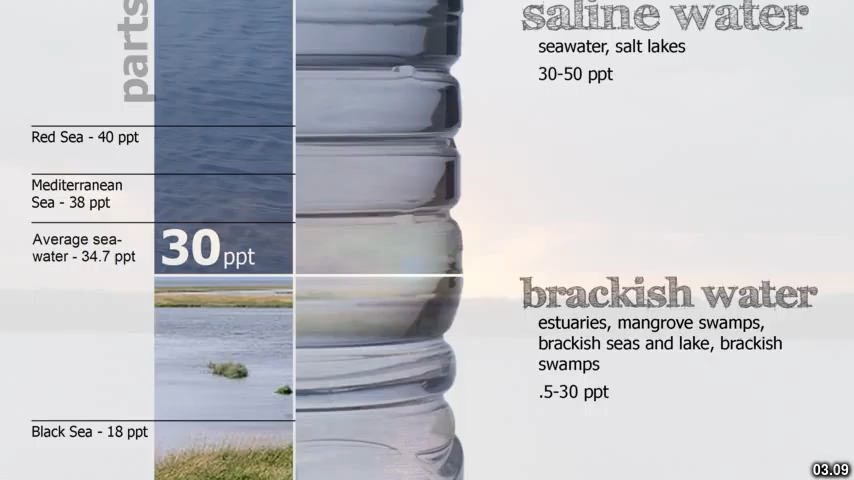 parts
saline water
seawater, salt lakes
30-50 ppt
Red Sea - 40 ppt
Mediterranean
Sea - 38 ppt
Average sea-
water - 34.7 ppt
30 ppt
brackish water
estuaries, mangrove swamps,
brackish seas and lake, brackish
swamps
.5-30 ppt
Black Sea - 18 ppt
03.09